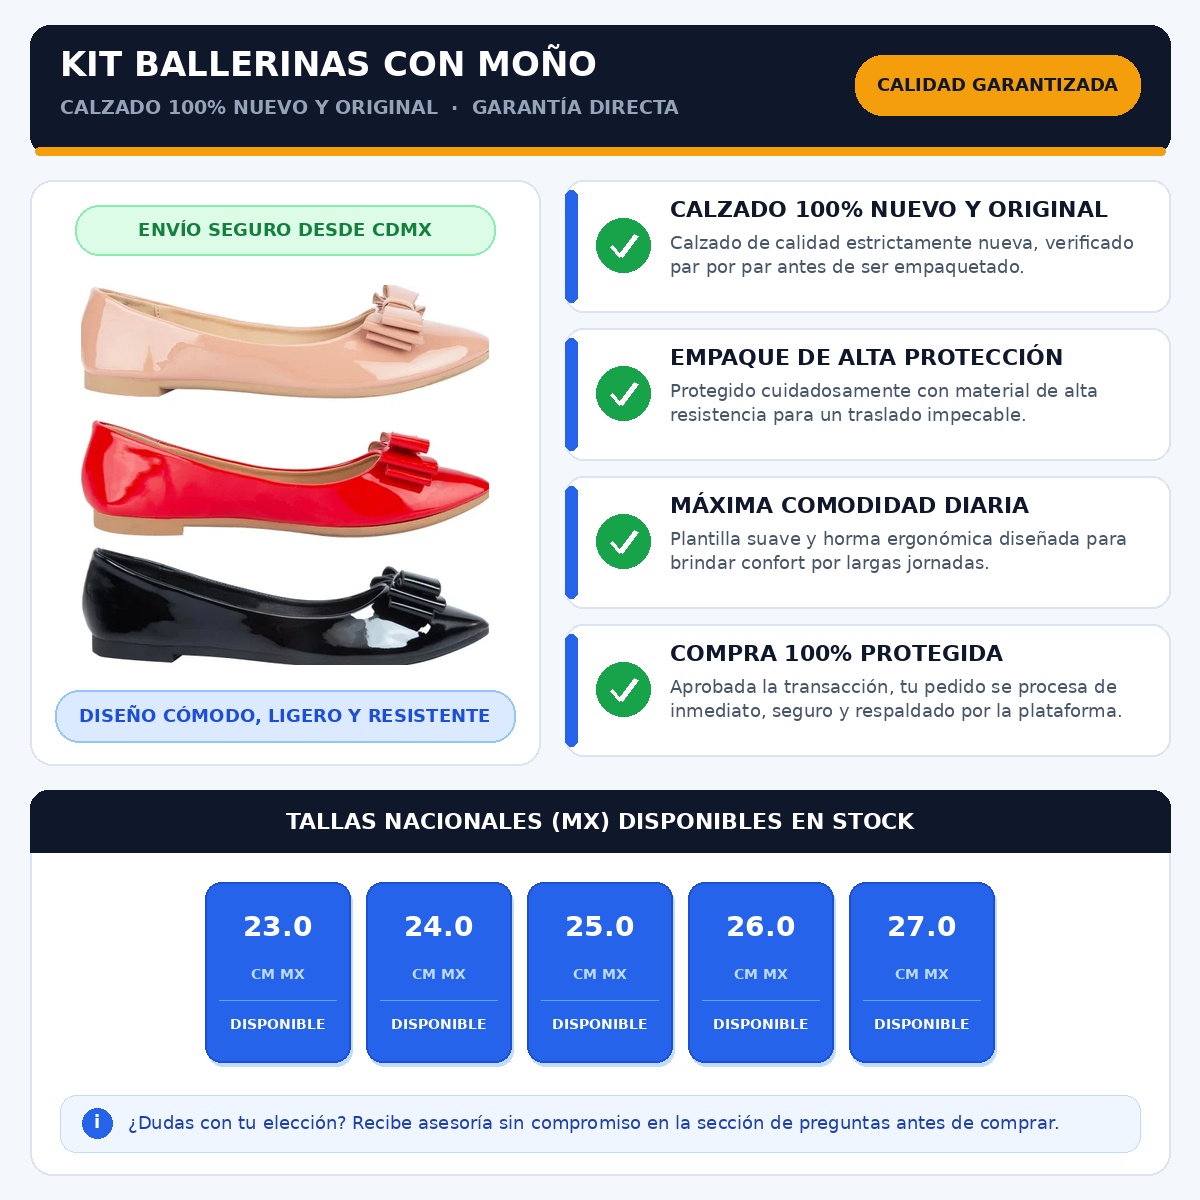 KIT BALLERINAS CON MOÑO
CALZADO 100% NUEVO Y ORIGINAL · GARANTÍA DIRECTA
CALIDAD GARANTIZADA
ENVÍO SEGURO DESDE CDMX
DISEÑO CÓMODO, LIGERO Y RESISTENTE
CALZADO 100% NUEVO Y ORIGINAL
Calzado de calidad estrictamente nueva, verificado
par por par antes de ser empaquetado.
EMPAQUE DE ALTA PROTECCIÓN
Protegido cuidadosamente con material de alta
resistencia para un traslado impecable.
MÁXIMA COMODIDAD DIARIA
Plantilla suave y horma ergonómica diseñada para
brindar confort por largas jornadas.
COMPRA 100% PROTEGIDA
Aprobada la transacción, tu pedido se procesa de
inmediato, seguro y respaldado por la plataforma.
TALLAS NACIONALES (MX) DISPONIBLES EN STOCK
23.0
CM MX
DISPONIBLE
24.0
CM MX
DISPONIBLE
25.0
CM MX
DISPONIBLE
26.0
CM MX
DISPONIBLE
27.0
CM MX
DISPONIBLE
i ¿Dudas con tu elección? Recibe asesoría sin compromiso en la sección de preguntas antes de comprar.